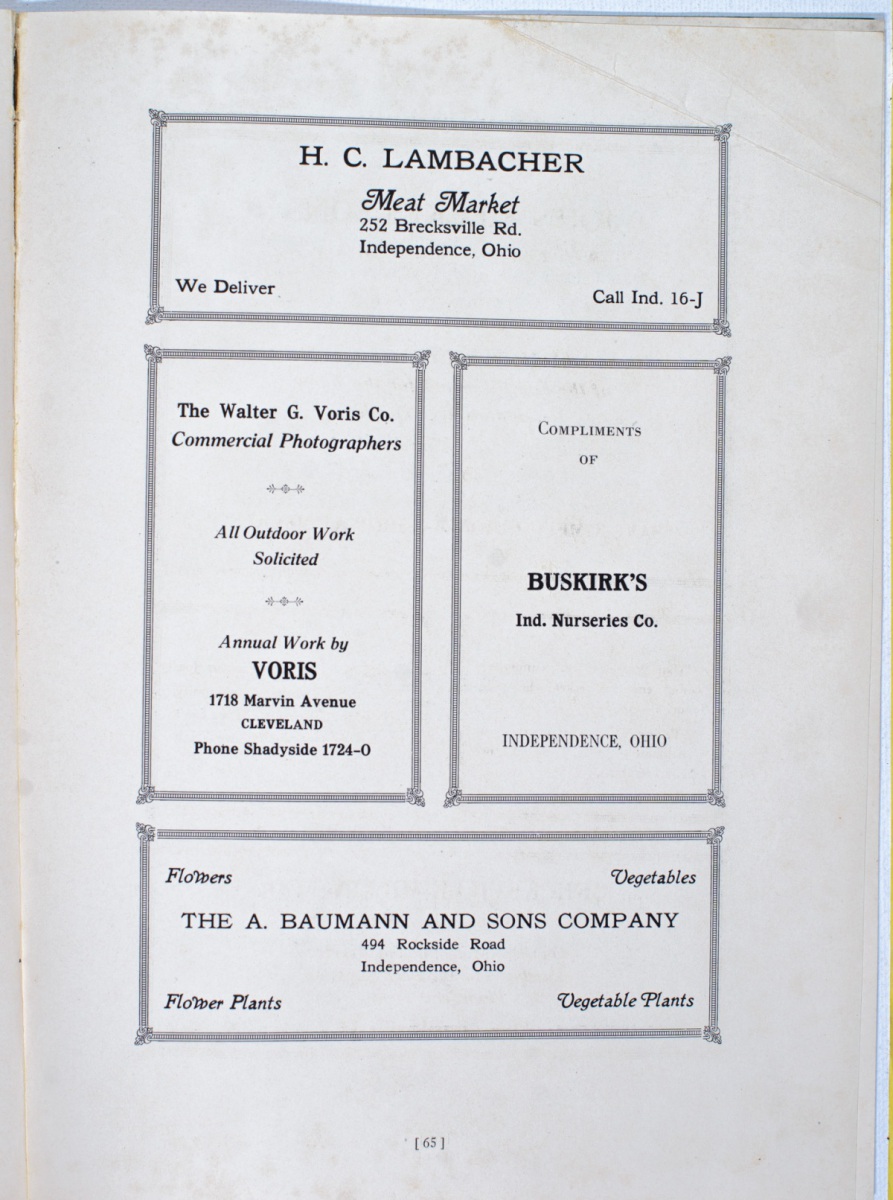 H. C. LAMBACHER
Meat Market
252 Brecksville Rd.
Independence, Ohio
We Deliver
Call Ind. 16-J
The Walter G. Voris Co.
Commercial Photographers
All Outdoor Work
Solicited
Annual Work by
VORIS
1718 Marvin Avenue
CLEVELAND
Phone Shadyside 1724-O
COMPLIMENTS
OF
BUSKIRK'S
Ind. Nurseries Co.
INDEPENDENCE, OHIO
Flowers
Vegetables
THE A. BAUMANN AND SONS COMPANY
494 Rockside Road
Independence, Ohio
Flower Plants
Vegetable Plants
[ 65 ]